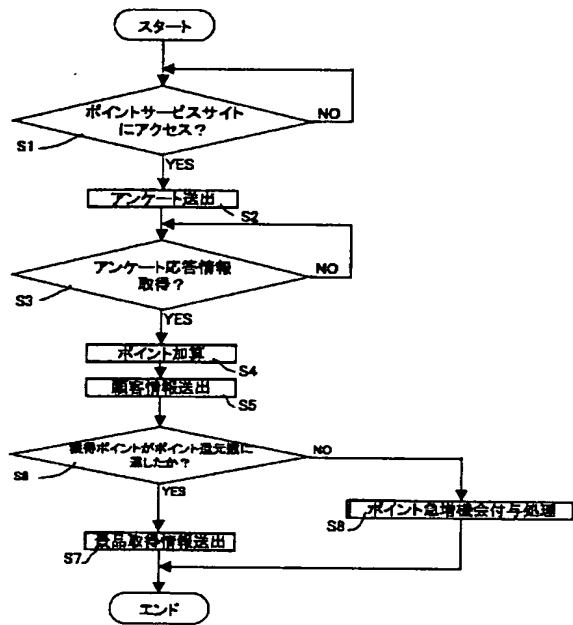 スタート
ポイントサービスサイト
にアクセス？
NO
S1
YES
アンケート送出
S2
アンケート応答情報
取得？
NO
S3
YES
ポイント加算
S4
顧客情報送出
S5
獲得ポイントがポイント還元数に
達したか？
NO
S6
YES
ポイント急増機会付与処理
S8
景品取得情報送出
S7
エンド